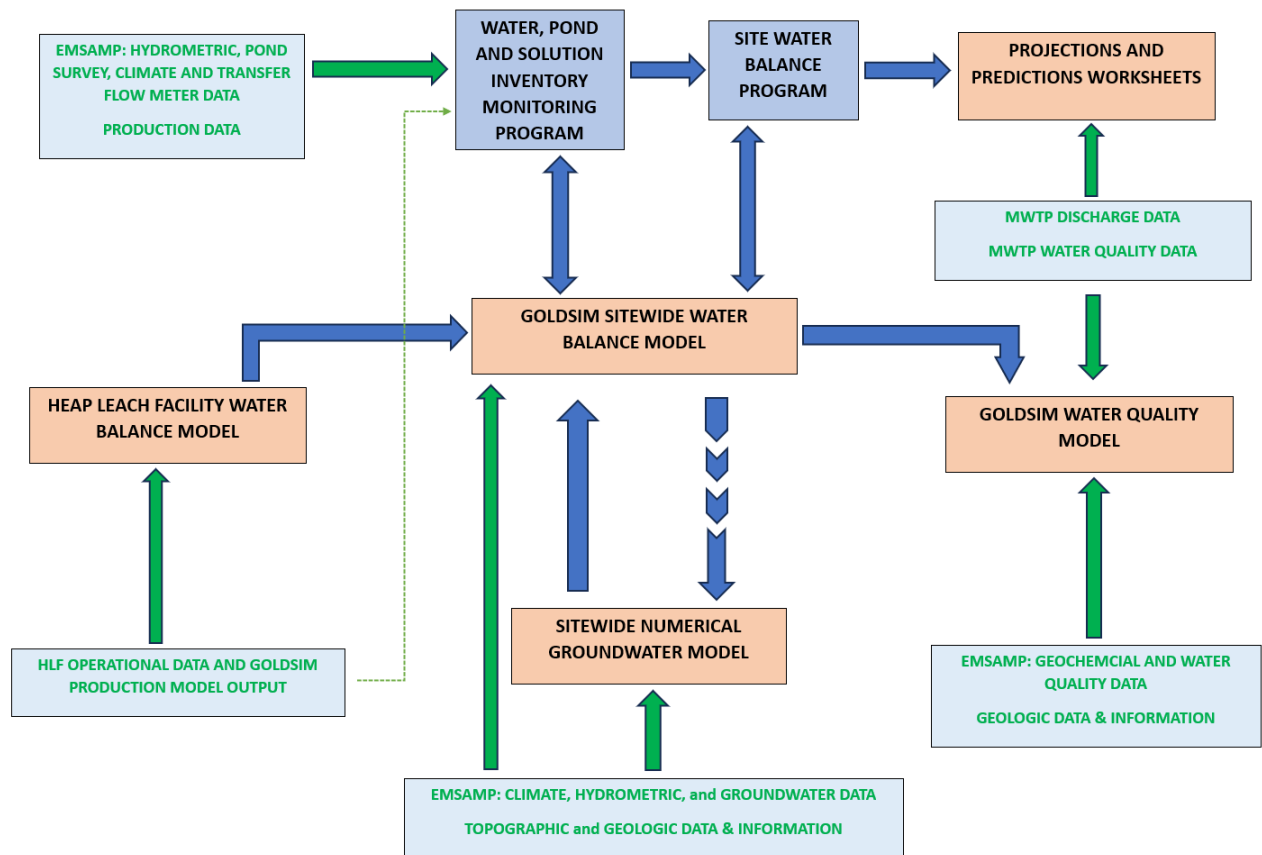 EMSAMP: HYDROMETRIC, POND
SURVEY, CLIMATE AND TRANSFER
FLOW METER DATA
PRODUCTION DATA
WATER, POND
AND SOLUTION
INVENTORY
MONITORING
PROGRAM
SITE WATER
BALANCE
PROGRAM
PROJECTIONS AND
PREDICTIONS WORKSHEETS
MWTP DISCHARGE DATA
MWTP WATER QUALITY DATA
GOLDSIM SITEWIDE WATER
BALANCE MODEL
HEAP LEACH FACILITY WATER
BALANCE MODEL
GOLDSIM WATER QUALITY
MODEL
SITEWIDE NUMERICAL
GROUNDWATER MODEL
HLF OPERATIONAL DATA AND GOLDSIM
PRODUCTION MODEL OUTPUT
EMSAMP: GEOCHEMCIAL AND WATER
QUALITY DATA
GEOLOGIC DATA & INFORMATION
EMSAMP: CLIMATE, HYDROMETRIC, and GROUNDWATER DATA
TOPOGRAPHIC and GEOLOGIC DATA & INFORMATION